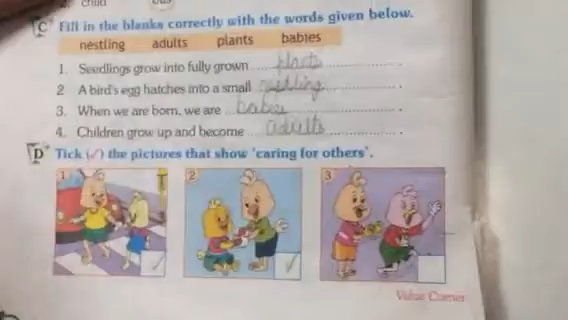 child
C Fill in the blanks correctly with the words given below.
nestling adults plants babies
1. Seedlings grow into fully grown plants.
2 A bird's egg hatches into a small nestling.
3. When we are born, we are babies.
4. Children grow up and become adults.
D Tick (✓) the pictures that show 'caring for others'.
1 2 3
Value Corner